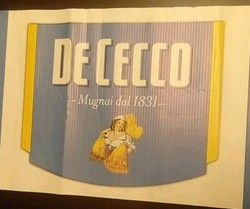 DE CECCO
- Mugnai dal 1831 -